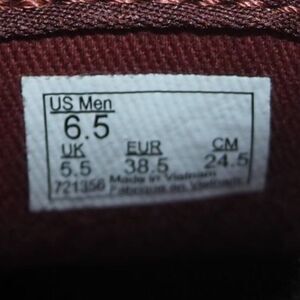 US Men
6.5
UK EUR CM
5.5 38.5 24.5
721356 Made in Vietnam
Fabriqué en Vietnam